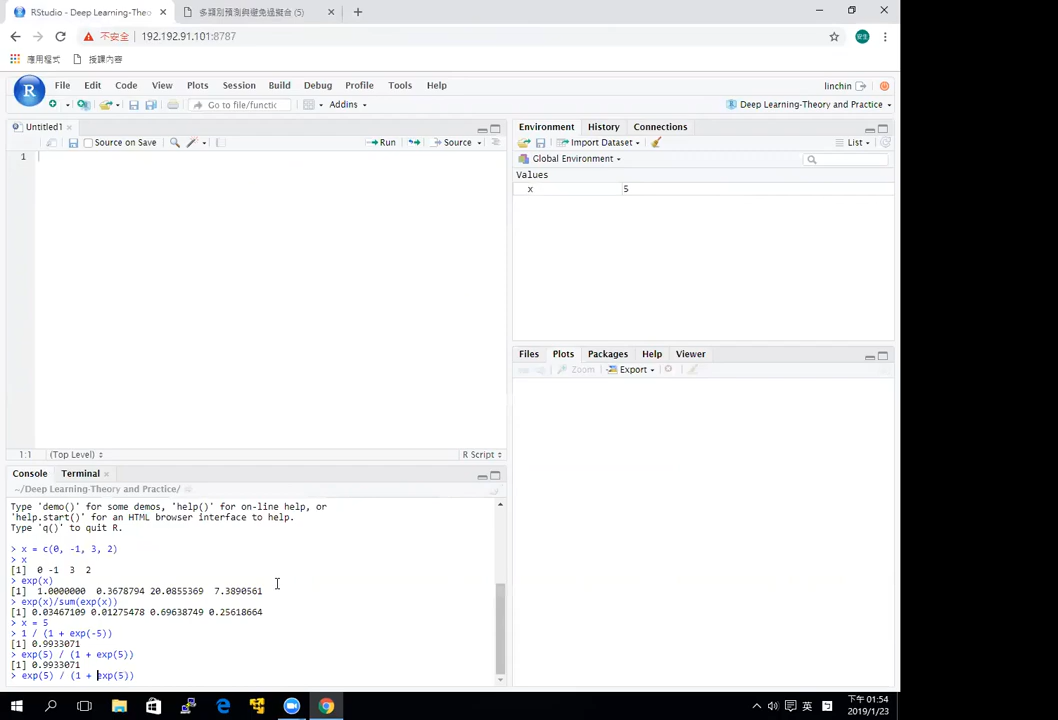 RStudio - Deep Learning-Theo
多類別預測與避免過擬合 (5)
不安全
192.192.91.101:8787
安生
應用程式
授課內容
File Edit Code View Plots Session Build Debug Profile Tools Help
linchin
Go to file/functic
Addins
Deep Learning-Theory and Practice
Untitled1
Source on Save
Run
Source
1
1:1
(Top Level)
R Script
Environment History Connections
Import Dataset
List
Global Environment
Values
x 5
Files Plots Packages Help Viewer
Zoom
Export
Console Terminal
~/Deep Learning-Theory and Practice/
Type 'demo()' for some demos, 'help()' for on-line help, or
'help.start()' for an HTML browser interface to help.
Type 'q()' to quit R.
> x = c(0, -1, 3, 2)
> x
[1] 0 -1 3 2
> exp(x)
[1] 1.0000000 0.3678794 20.0855369 7.3890561
> exp(x)/sum(exp(x))
[1] 0.03467109 0.01275478 0.69638749 0.25618664
> x = 5
> 1 / (1 + exp(-5))
[1] 0.9933071
> exp(5) / (1 + exp(5))
[1] 0.9933071
> exp(5) / (1 + exp(5))
英
下午 01:54
2019/1/23